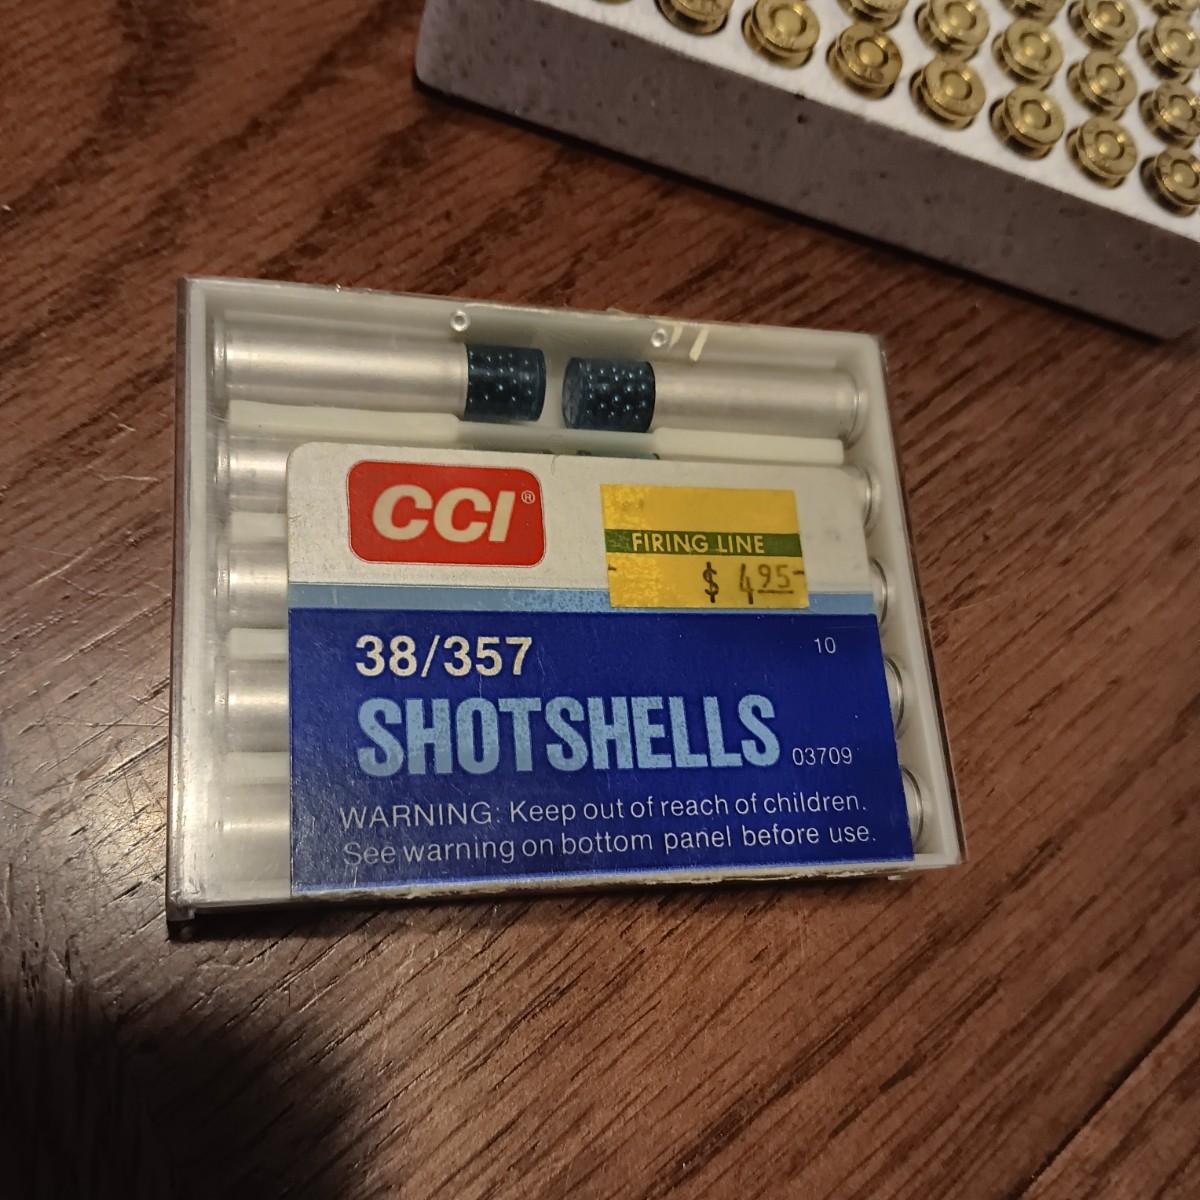 CCI®
FIRING LINE
$ 4.95
38/357
10
SHOTSHELLS
03709
WARNING: Keep out of reach of children.
See warning on bottom panel before use.